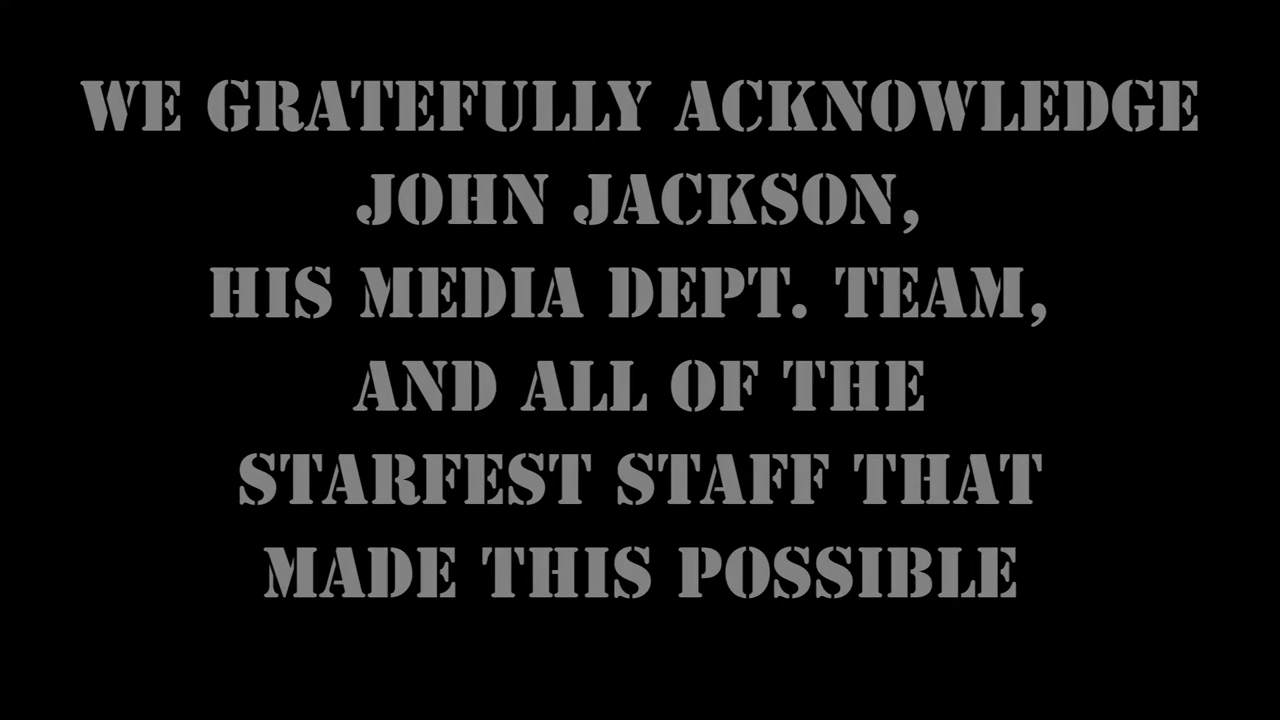 WE GRATEFULLY ACKNOWLEDGE
JOHN JACKSON,
HIS MEDIA DEPT. TEAM,
AND ALL OF THE
STARFEST STAFF THAT
MADE THIS POSSIBLE